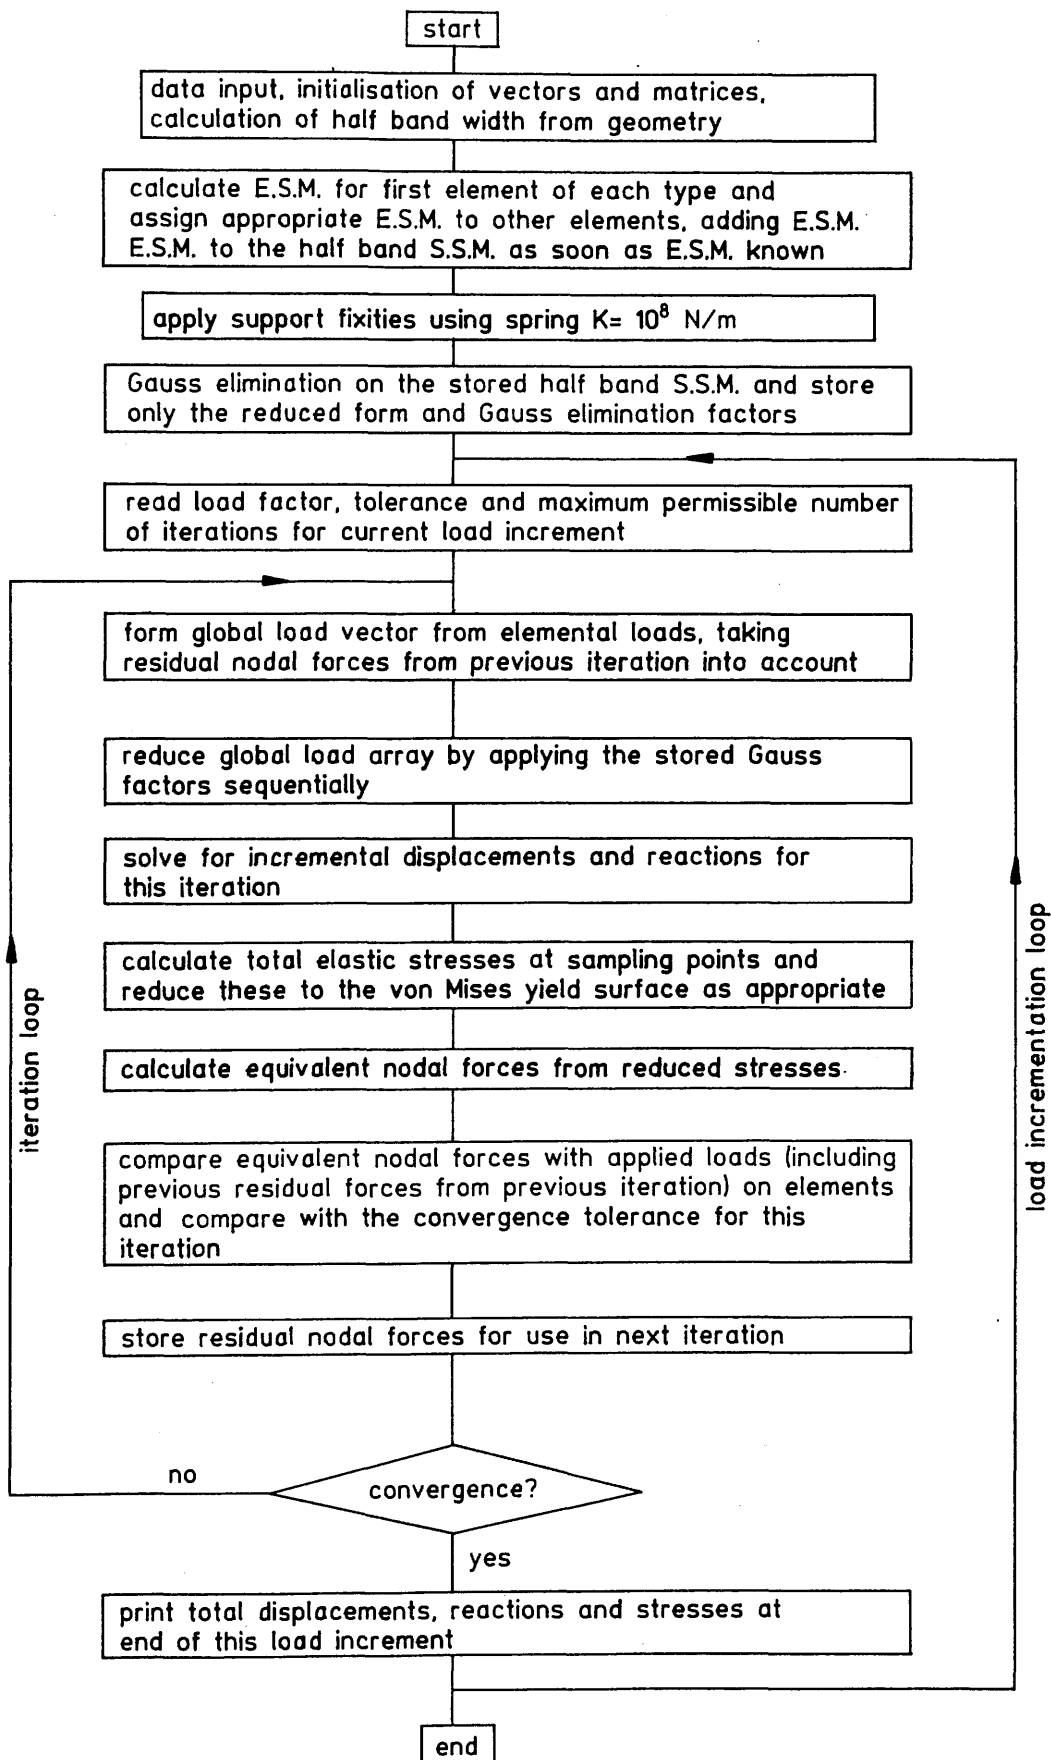 start
data input, initialisation of vectors and matrices,
calculation of half band width from geometry
calculate E.S.M. for first element of each type and
assign appropriate E.S.M. to other elements, adding E.S.M.
E.S.M. to the half band S.S.M. as soon as E.S.M. known
apply support fixities using spring K= 10⁸ N/m
Gauss elimination on the stored half band S.S.M. and store
only the reduced form and Gauss elimination factors
read load factor, tolerance and maximum permissible number
of iterations for current load increment
form global load vector from elemental loads, taking
residual nodal forces from previous iteration into account
reduce global load array by applying the stored Gauss
factors sequentially
solve for incremental displacements and reactions for
this iteration
calculate total elastic stresses at sampling points and
reduce these to the von Mises yield surface as appropriate
calculate equivalent nodal forces from reduced stresses.
compare equivalent nodal forces with applied loads (including
previous residual forces from previous iteration) on elements
and compare with the convergence tolerance for this
iteration
store residual nodal forces for use in next iteration
no
convergence?
yes
print total displacements, reactions and stresses at
end of this load increment
end
iteration loop
load incrementation loop